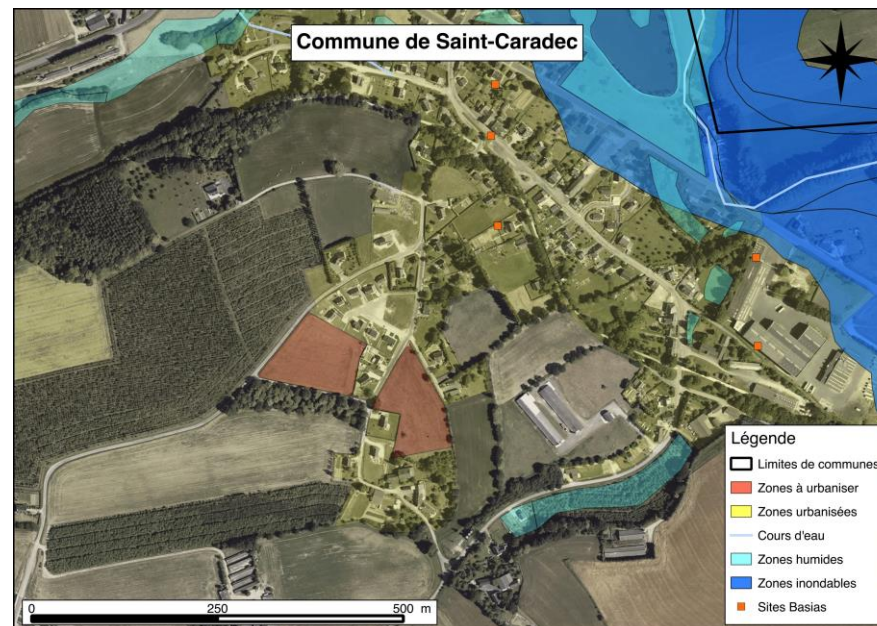 Commune de Saint-Caradec
Légende
Limites de communes
Zones à urbaniser
Zones urbanisées
Cours d'eau
Zones humides
Zones inondables
Sites Basias
0 250 500 m